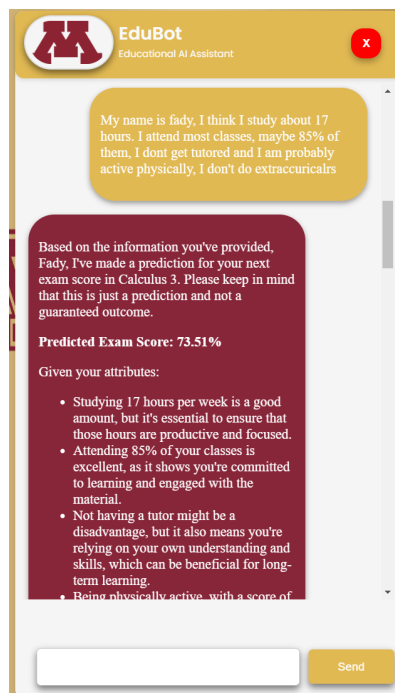 M
EduBot
Educational AI Assistant
X
My name is fady, I think I study about 17
hours. I attend most classes, maybe 85% of
them, I dont get tutored and I am probably
active physically, I don't do extraccuricalrs
Based on the information you've provided,
Fady, I've made a prediction for your next
exam score in Calculus 3. Please keep in mind
that this is just a prediction and not a
guaranteed outcome.
Predicted Exam Score: 73.51%
Given your attributes:
• Studying 17 hours per week is a good
amount, but it's essential to ensure that
those hours are productive and focused.
• Attending 85% of your classes is
excellent, as it shows you're committed
to learning and engaged with the
material.
• Not having a tutor might be a
disadvantage, but it also means you're
relying on your own understanding and
skills, which can be beneficial for long-
term learning.
• Being physically active, with a score of
Send